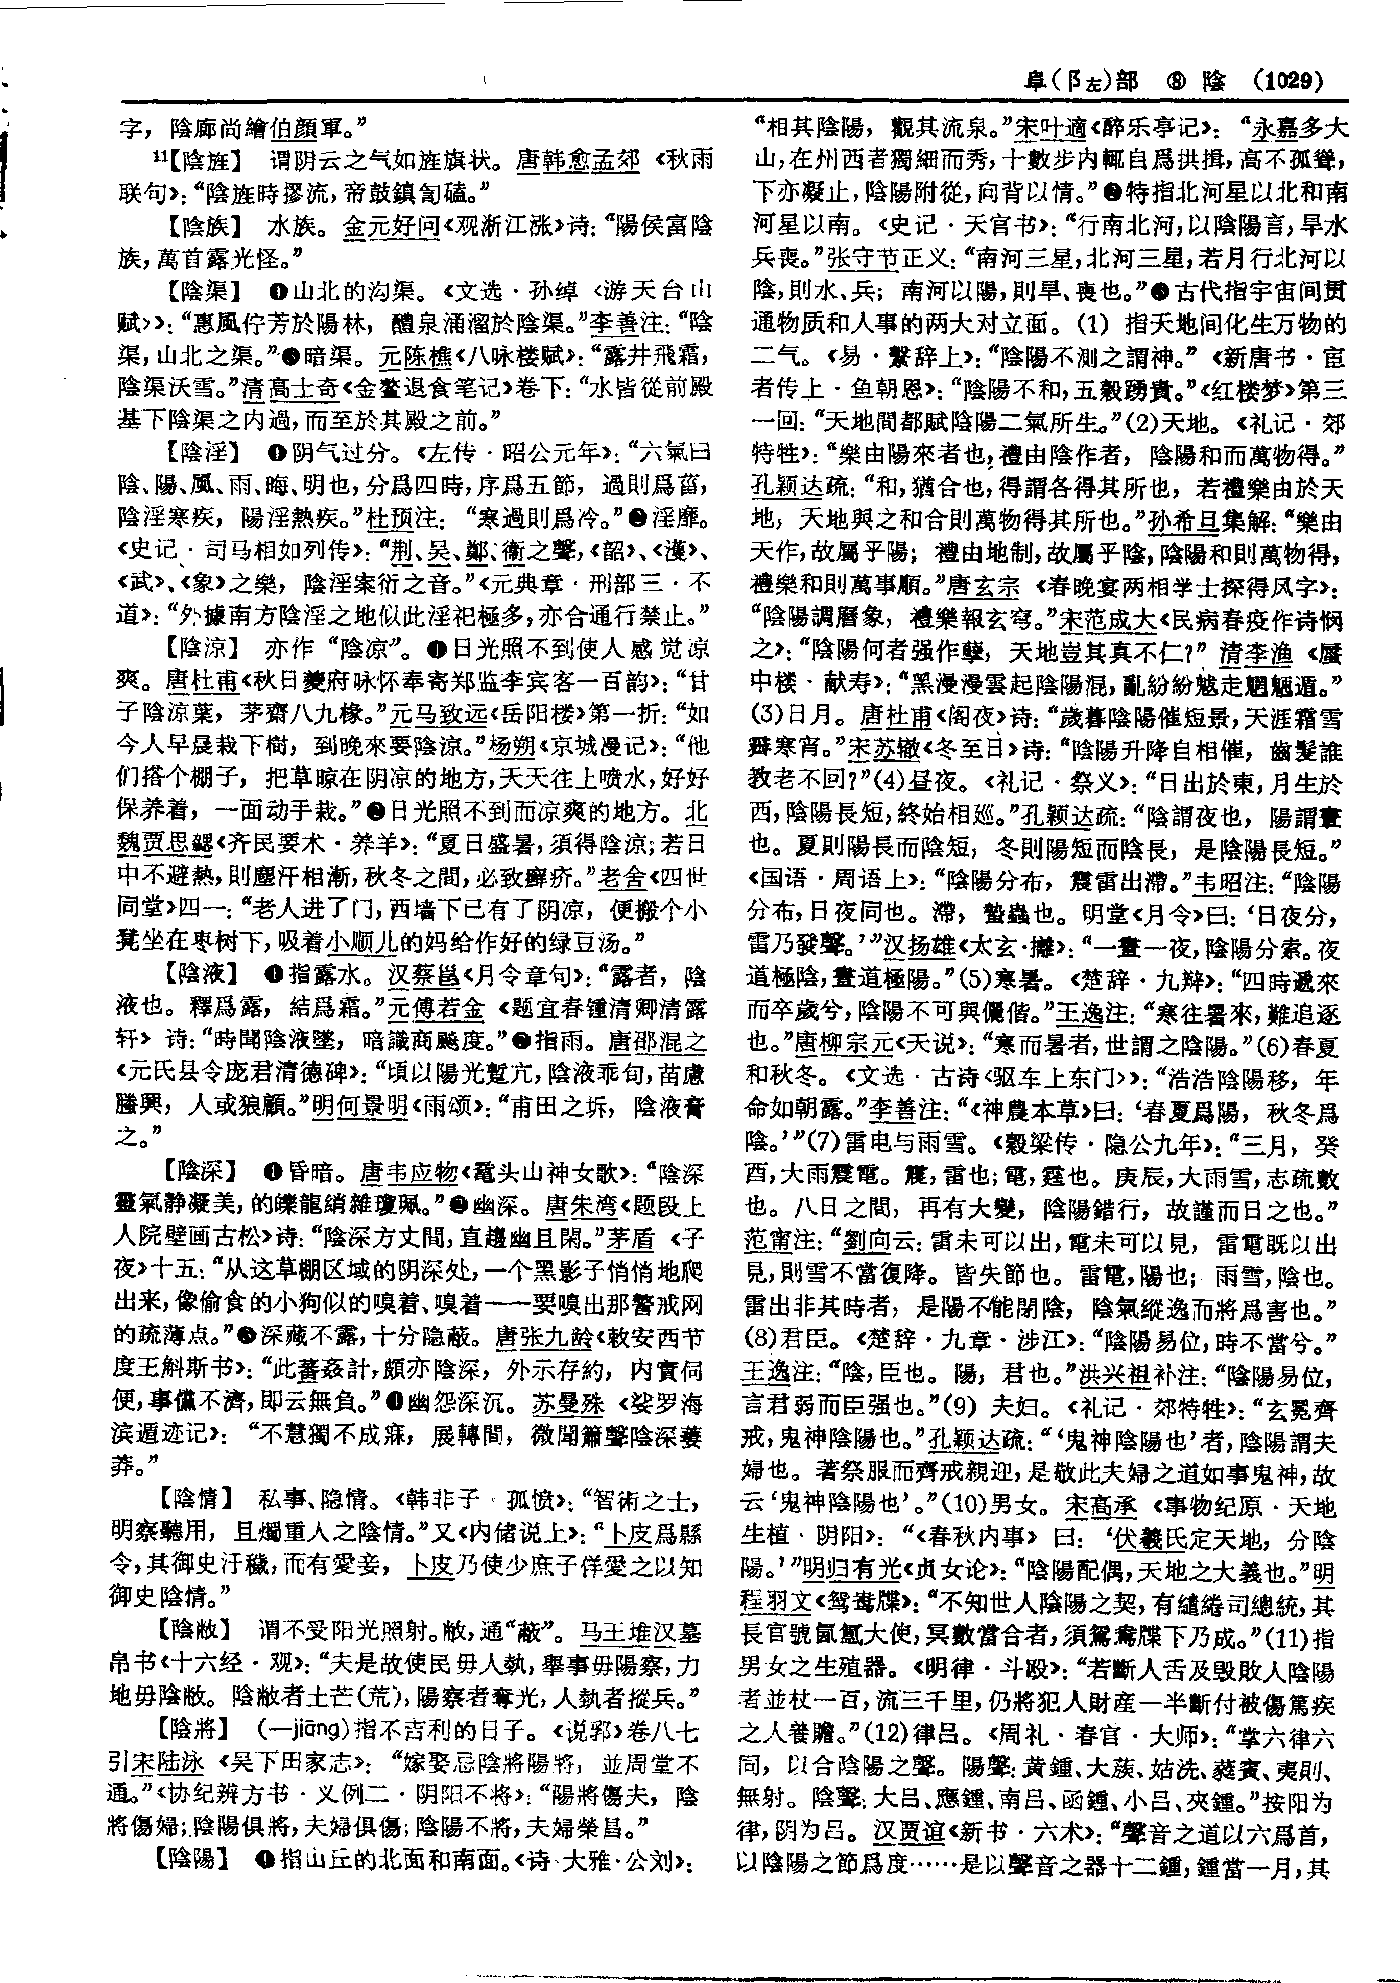 阜(阝左)部 ⑧ 陰 (1029)
字，陰廊尚繪伯顔軍。”
11【陰旌】 谓阴云之气如旌旗状。唐韩愈孟郊《秋雨
联句》：“陰旌時摎流，帝鼓鎮訇磕。”
【陰族】 水族。金元好问《观淅江涨》诗：“陽侯富陰
族，萬首露光怪。”
【陰渠】 ❶山北的沟渠。《文选·孙绰〈游天台山
赋〉》：“惠風佇芳於陽林，醴泉涌溜於陰渠。”李善注：“陰
渠，山北之渠。”❷暗渠。元陈樵《八咏楼赋》：“露井飛霜，
陰渠沃雪。”清高士奇《金鳌退食笔记》卷下：“水皆從前殿
基下陰渠之内過，而至於其殿之前。”
【陰淫】 ❶阴气过分。《左传·昭公元年》：“六氣曰
陰、陽、風、雨、晦、明也，分爲四時，序爲五節，過則爲菑，
陰淫寒疾，陽淫熱疾。”杜预注：“寒過則爲冷。”❷淫靡。
《史记·司马相如列传》：“荆、吴、鄭、衛之聲，《韶》、《濩》、
《武》、《象》之樂，陰淫案衍之音。”《元典章·刑部三·不
道》：“外據南方陰淫之地似此淫祀極多，亦合通行禁止。”
【陰涼】 亦作“陰凉”。❶日光照不到使人感觉凉
爽。唐杜甫《秋日夔府咏怀奉寄郑监李宾客一百韵》：“甘
子陰涼葉，茅齋八九椽。”元马致远《岳阳楼》第一折：“如
今人早晨栽下樹，到晚來要陰凉。”杨朔《京城漫记》：“他
们搭个棚子，把草晾在阴凉的地方，天天往上喷水，好好
保养着，一面动手栽。”❷日光照不到而凉爽的地方。北
魏贾思勰《齐民要术·养羊》：“夏日盛暑，須得陰涼；若日
中不避熱，則塵汗相漸，秋冬之間，必致癬疥。”老舍《四世
同堂》四一：“老人进了门，西墙下已有了阴凉，便搬个小
凳坐在枣树下，吸着小顺儿的妈给作好的绿豆汤。”
【陰液】 ❶指露水。汉蔡邕《月令章句》：“露者，陰
液也。釋爲露，結爲霜。”元傅若金《题宜春锺清卿清露
轩》诗：“時聞陰液墜，暗識商飈度。”❷指雨。唐邵混之
《元氏县令庞君清德碑》：“頃以陽光蹔亢，陰液乖旬，苗慮
騰興，人或狼顧。”明何景明《雨颂》：“甫田之坼，陰液膏
之。”
【陰深】 ❶昏暗。唐韦应物《鼋头山神女歌》：“陰深
靈氣静凝美，的皪龍綃雜瓊珮。”❷幽深。唐朱湾《题段上
人院壁画古松》诗：“陰深方丈間，直趣幽且閑。”茅盾《子
夜》十五：“从这草棚区域的阴深处，一个黑影子悄悄地爬
出来，像偷食的小狗似的嗅着、嗅着——要嗅出那警戒网
的疏薄点。”❸深藏不露，十分隐蔽。唐张九龄《敕安西节
度王斛斯书》：“此蕃姦計，頗亦陰深，外示存約，内實伺
便，事儻不濟，即云無負。”❹幽怨深沉。苏曼殊《娑罗海
滨遁迹记》：“不慧獨不成寐，展轉間，微聞簫聲陰深藑
莽。”
【陰情】 私事、隐情。《韩非子·孤愤》：“智術之士，
明察聽用，且燭重人之陰情。”又《内储说上》：“卜皮爲縣
令，其御史汙穢，而有愛妾，卜皮乃使少庶子佯愛之以知
御史陰情。”
【陰敝】 谓不受阳光照射。敝，通“蔽”。马王堆汉墓
帛书《十六经·观》：“夫是故使民毋人執，舉事毋陽察，力
地毋陰敝。陰敝者土芒(荒)，陽察者奪光，人執者摐兵。”
【陰將】 (—jiāng)指不吉利的日子。《说郛》卷八七
引宋陆泳《吴下田家志》：“嫁娶忌陰將陽將，並周堂不
通。”《协纪辨方书·义例二·阴阳不将》：“陽將傷夫，陰
將傷婦；陰陽俱將，夫婦俱傷；陰陽不將，夫婦榮昌。”
【陰陽】 ❶指山丘的北面和南面。《诗·大雅·公刘》：
“相其陰陽，觀其流泉。”宋叶適《醉乐亭记》：“永嘉多大
山，在州西者獨細而秀，十數步内輒自爲拱揖，高不孤聳，
下亦凝止，陰陽附從，向背以情。”❷特指北河星以北和南
河星以南。《史记·天官书》：“行南北河，以陰陽言，旱水
兵喪。”张守节正义：“南河三星，北河三星，若月行北河以
陰，則水、兵；南河以陽，則旱、喪也。”❸古代指宇宙间贯
通物质和人事的两大对立面。(1) 指天地间化生万物的
二气。《易·繫辞上》：“陰陽不测之謂神。”《新唐书·宦
者传上·鱼朝恩》：“陰陽不和，五穀踴貴。”《红楼梦》第三
一回：“天地間都賦陰陽二氣所生。”(2)天地。《礼记·郊
特牲》：“樂由陽來者也，禮由陰作者，陰陽和而萬物得。”
孔颖达疏：“和，猶合也，得謂各得其所也，若禮樂由於天
地，天地與之和合則萬物得其所也。”孙希旦集解：“樂由
天作，故屬乎陽；禮由地制，故屬乎陰，陰陽和則萬物得，
禮樂和則萬事順。”唐玄宗《春晚宴两相学士探得风字》：
“陰陽調曆象，禮樂報玄穹。”宋范成大《民病春疫作诗悯
之》：“陰陽何者强作孽，天地豈其真不仁？”清李渔《蜃
中楼·献寿》：“黑漫漫雲起陰陽混，亂紛紛魃走魍魎遁。”
(3)日月。唐杜甫《阁夜》诗：“歲暮陰陽催短景，天涯霜雪
霽寒宵。”宋苏辙《冬至日》诗：“陰陽升降自相催，齒髮誰
教老不回？”(4)昼夜。《礼记·祭义》：“日出於東，月生於
西，陰陽長短，終始相巡。”孔颖达疏：“陰謂夜也，陽謂晝
也。夏則陽長而陰短，冬則陽短而陰長，是陰陽長短。”
《国语·周语上》：“陰陽分布，震雷出滯。”韦昭注：“陰陽
分布，日夜同也。滯，蟄蟲也。明堂《月令》曰：‘日夜分，
雷乃發聲。’”汉扬雄《太玄·攡》：“一晝一夜，陰陽分索。夜
道極陰，晝道極陽。”(5)寒暑。《楚辞·九辩》：“四時遞來
而卒歲兮，陰陽不可與儷偕。”王逸注：“寒往暑來，難追逐
也。”唐柳宗元《天说》：“寒而暑者，世謂之陰陽。”(6)春夏
和秋冬。《文选·古诗〈驱车上东门〉》：“浩浩陰陽移，年
命如朝露。”李善注：“《神農本草》曰：‘春夏爲陽，秋冬爲
陰。’”(7)雷电与雨雪。《穀梁传·隐公九年》：“三月，癸
酉，大雨震電。震，雷也；電，霆也。庚辰，大雨雪，志疏數
也。八日之間，再有大變，陰陽錯行，故謹而日之也。”
范甯注：“劉向云：雷未可以出，電未可以見，雷電既以出
見，則雪不當復降。皆失節也。雷電，陽也；雨雪，陰也。
雷出非其時者，是陽不能閉陰，陰氣縱逸而將爲害也。”
(8)君臣。《楚辞·九章·涉江》：“陰陽易位，時不當兮。”
王逸注：“陰，臣也。陽，君也。”洪兴祖补注：“陰陽易位，
言君弱而臣强也。”(9) 夫妇。《礼记·郊特牲》：“玄冕齊
戒，鬼神陰陽也。”孔颖达疏：“‘鬼神陰陽也’者，陰陽謂夫
婦也。著祭服而齊戒親迎，是敬此夫婦之道如事鬼神，故
云‘鬼神陰陽也’。”(10)男女。宋高承《事物纪原·天地
生植·阴阳》：“《春秋内事》曰：‘伏羲氏定天地，分陰
陽。’”明归有光《贞女论》：“陰陽配偶，天地之大義也。”明
程羽文《鸳鸯牒》：“不知世人陰陽之契，有繾綣司總統，其
長官號氤氳大使，冥數當合者，須鴛鴦牒下乃成。”(11)指
男女之生殖器。《明律·斗殴》：“若斷人舌及毁敗人陰陽
者並杖一百，流三千里，仍將犯人財産一半斷付被傷篤疾
之人養贍。”(12)律吕。《周礼·春官·大师》：“掌六律六
同，以合陰陽之聲。陽聲：黄鍾、大蔟、姑洗、蕤賓、夷則、
無射。陰聲：大吕、應鍾、南吕、函鍾、小吕、夾鍾。”按阳为
律，阴为吕。汉贾谊《新书·六术》：“聲音之道以六爲首，
以陰陽之節爲度……是以聲音之器十二鍾，鍾當一月，其